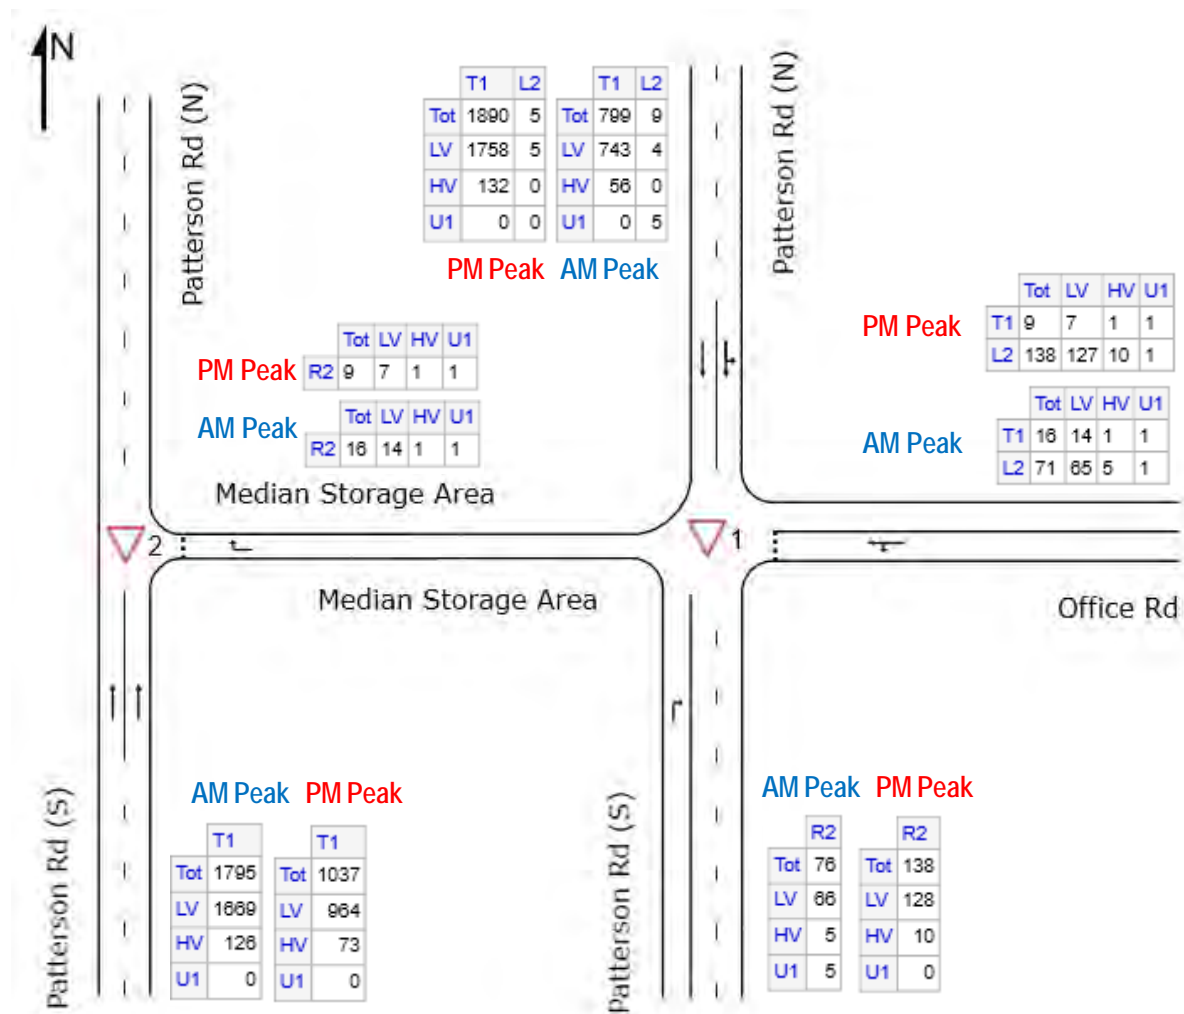 N
Patterson Rd (N)
T1 L2
Tot 1890 5
LV 1758 5
HV 132 0
U1 0 0
PM Peak
T1 L2
Tot 799 9
LV 743 4
HV 56 0
U1 0 5
AM Peak
Patterson Rd (N)
PM Peak
Tot LV HV U1
T1 9 7 1 1
L2 138 127 10 1
AM Peak
Tot LV HV U1
T1 16 14 1 1
L2 71 65 5 1
PM Peak
Tot LV HV U1
R2 9 7 1 1
AM Peak
Tot LV HV U1
R2 16 14 1 1
Median Storage Area
2
1
Median Storage Area
Office Rd
Patterson Rd (S)
AM Peak
T1
Tot 1795
LV 1669
HV 126
U1 0
PM Peak
T1
Tot 1037
LV 964
HV 73
U1 0
Patterson Rd (S)
AM Peak
R2
Tot 76
LV 66
HV 5
U1 5
PM Peak
R2
Tot 138
LV 128
HV 10
U1 0